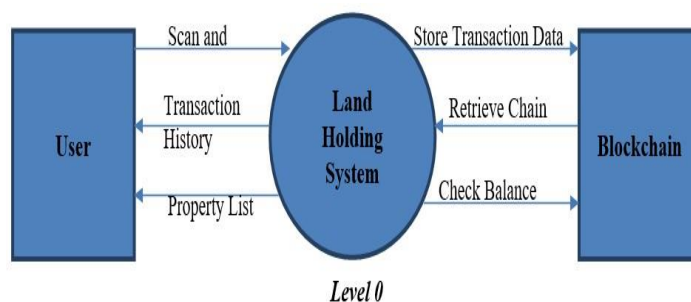 Scan and
Store Transaction Data
Transaction
History
Land
Holding
System
Retrieve Chain
User
Blockchain
Property List
Check Balance
Level 0